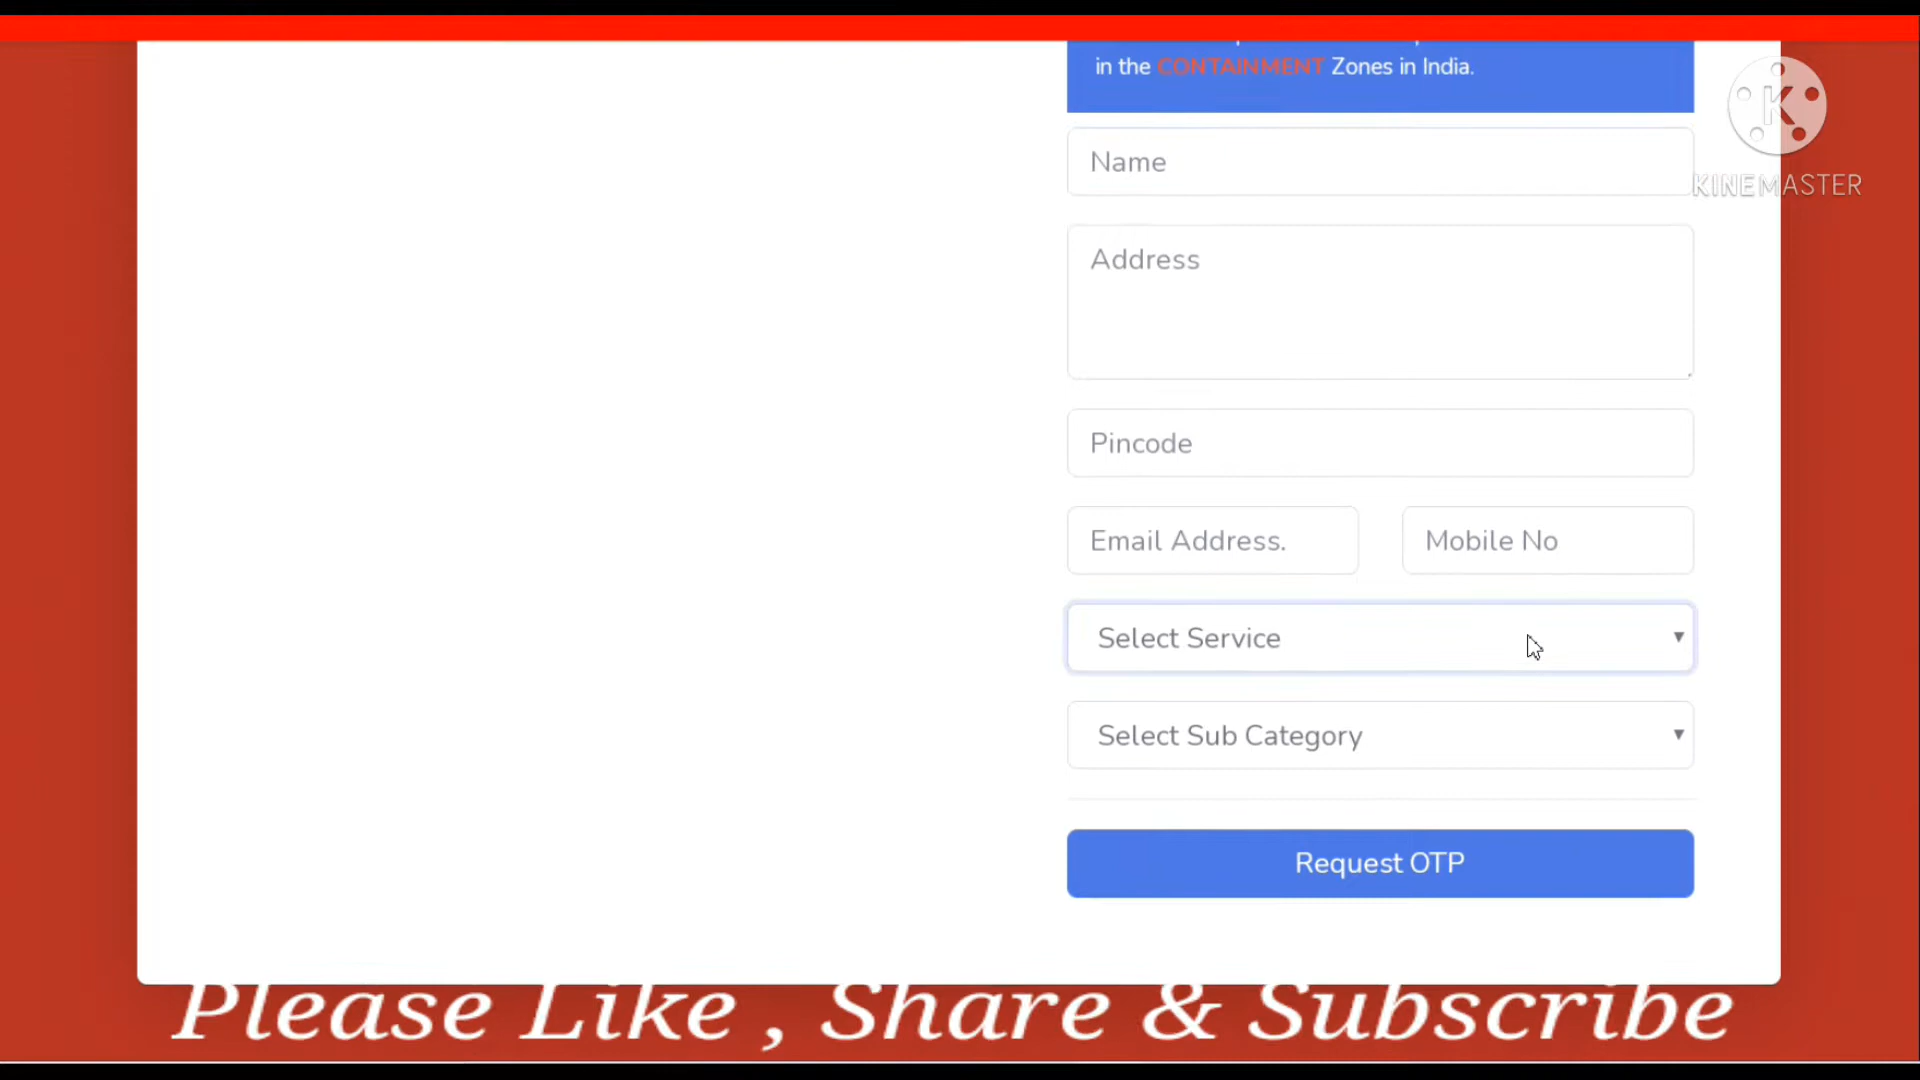 in the CONTAINMENT Zones in India.
K
KINEMASTER
Name
Address
Pincode
Email Address.
Mobile No
Select Service
Select Sub Category
Request OTP
Please Like , Share & Subscribe